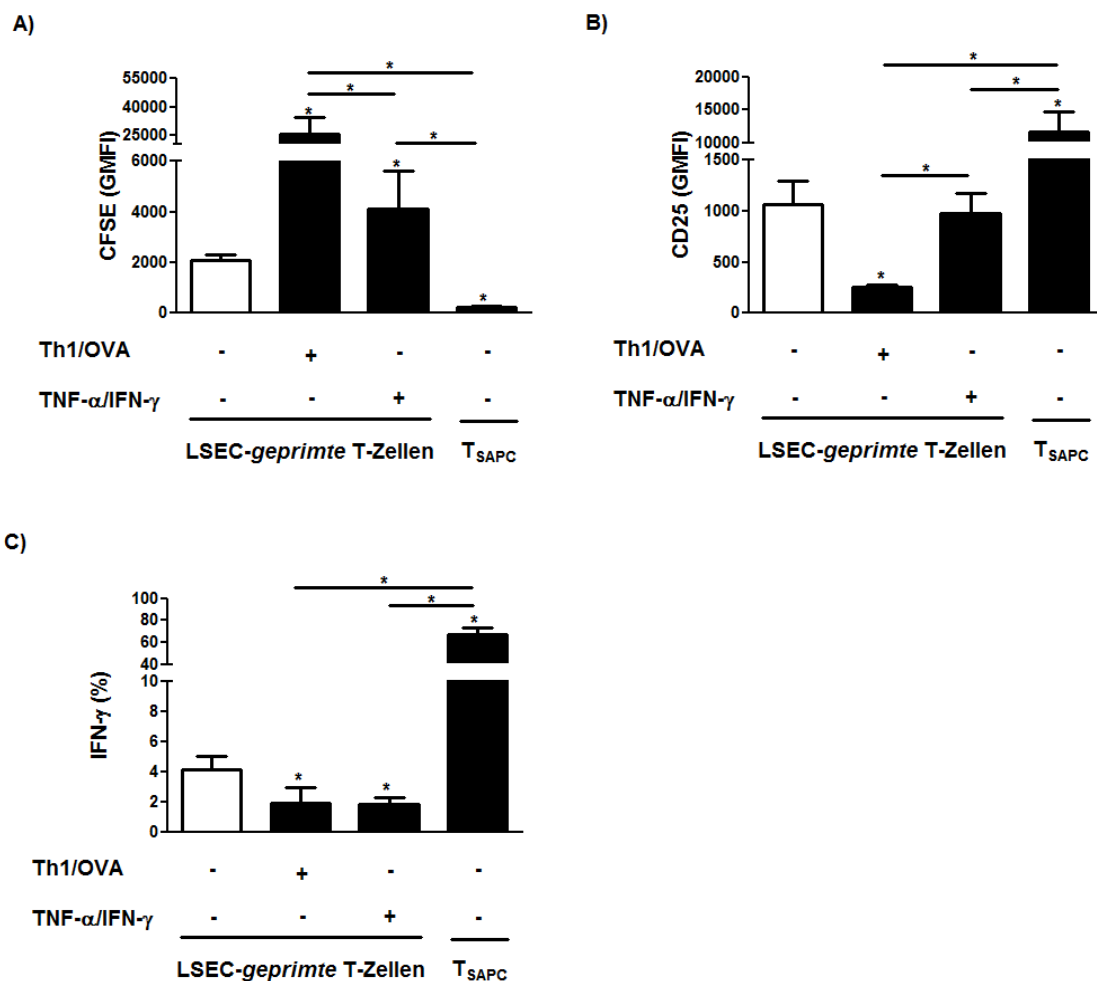 A)
*
*
*
*
*
*
CFSE (GMFI)
55000
40000
25000
6000
4000
2000
0
Th1/OVA - + - -
TNF-α/IFN-γ - - + -
LSEC-geprimte T-Zellen TSAPC
B)
*
*
*
*
*
CD25 (GMFI)
20000
15000
10000
1500
1000
500
0
Th1/OVA - + - -
TNF-α/IFN-γ - - + -
LSEC-geprimte T-Zellen TSAPC
C)
*
*
*
*
*
IFN-γ (%)
100
80
60
40
10
8
6
4
2
0
Th1/OVA - + - -
TNF-α/IFN-γ - - + -
LSEC-geprimte T-Zellen TSAPC